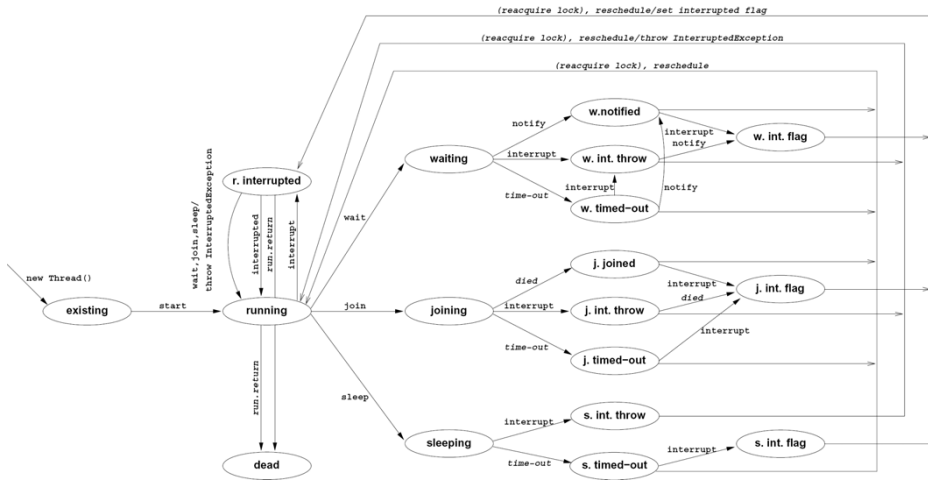 (reacquire lock), reschedule/set interrupted flag
(reacquire lock), reschedule/throw InterruptedException
(reacquire lock), reschedule
w.notified
notify
interrupt
notify
w. int. flag
waiting
interrupt
w. int. throw
time-out
interrupt
notify
w. timed-out
r. interrupted
wait,join,sleep/
throw InterruptedException
interrupted
run.return
interrupt
wait
new Thread()
existing
start
running
join
joining
died
j. joined
interrupt
died
j. int. flag
interrupt
j. int. throw
time-out
interrupt
j. timed-out
run.return
sleep
sleeping
interrupt
s. int. throw
time-out
s. timed-out
interrupt
s. int. flag
dead